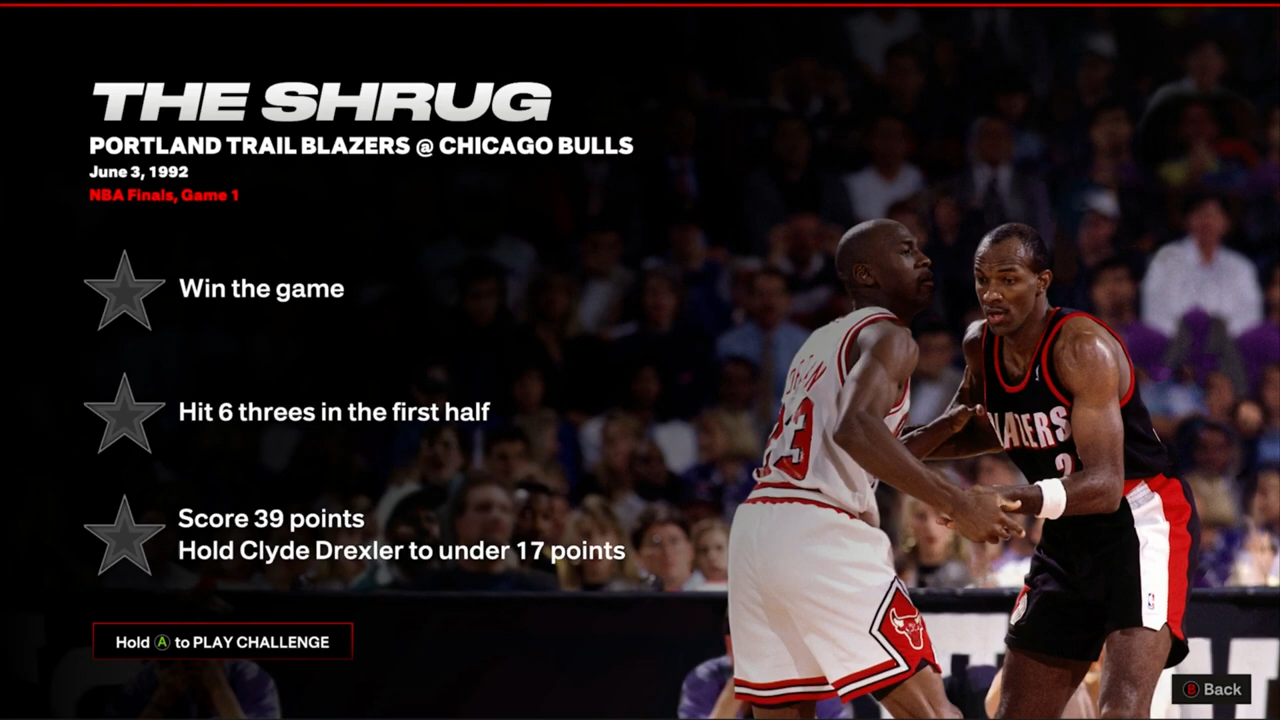 THE SHRUG
PORTLAND TRAIL BLAZERS @ CHICAGO BULLS
June 3, 1992
NBA Finals, Game 1
Win the game
Hit 6 threes in the first half
Score 39 points
Hold Clyde Drexler to under 17 points
Hold A to PLAY CHALLENGE
23
B Back